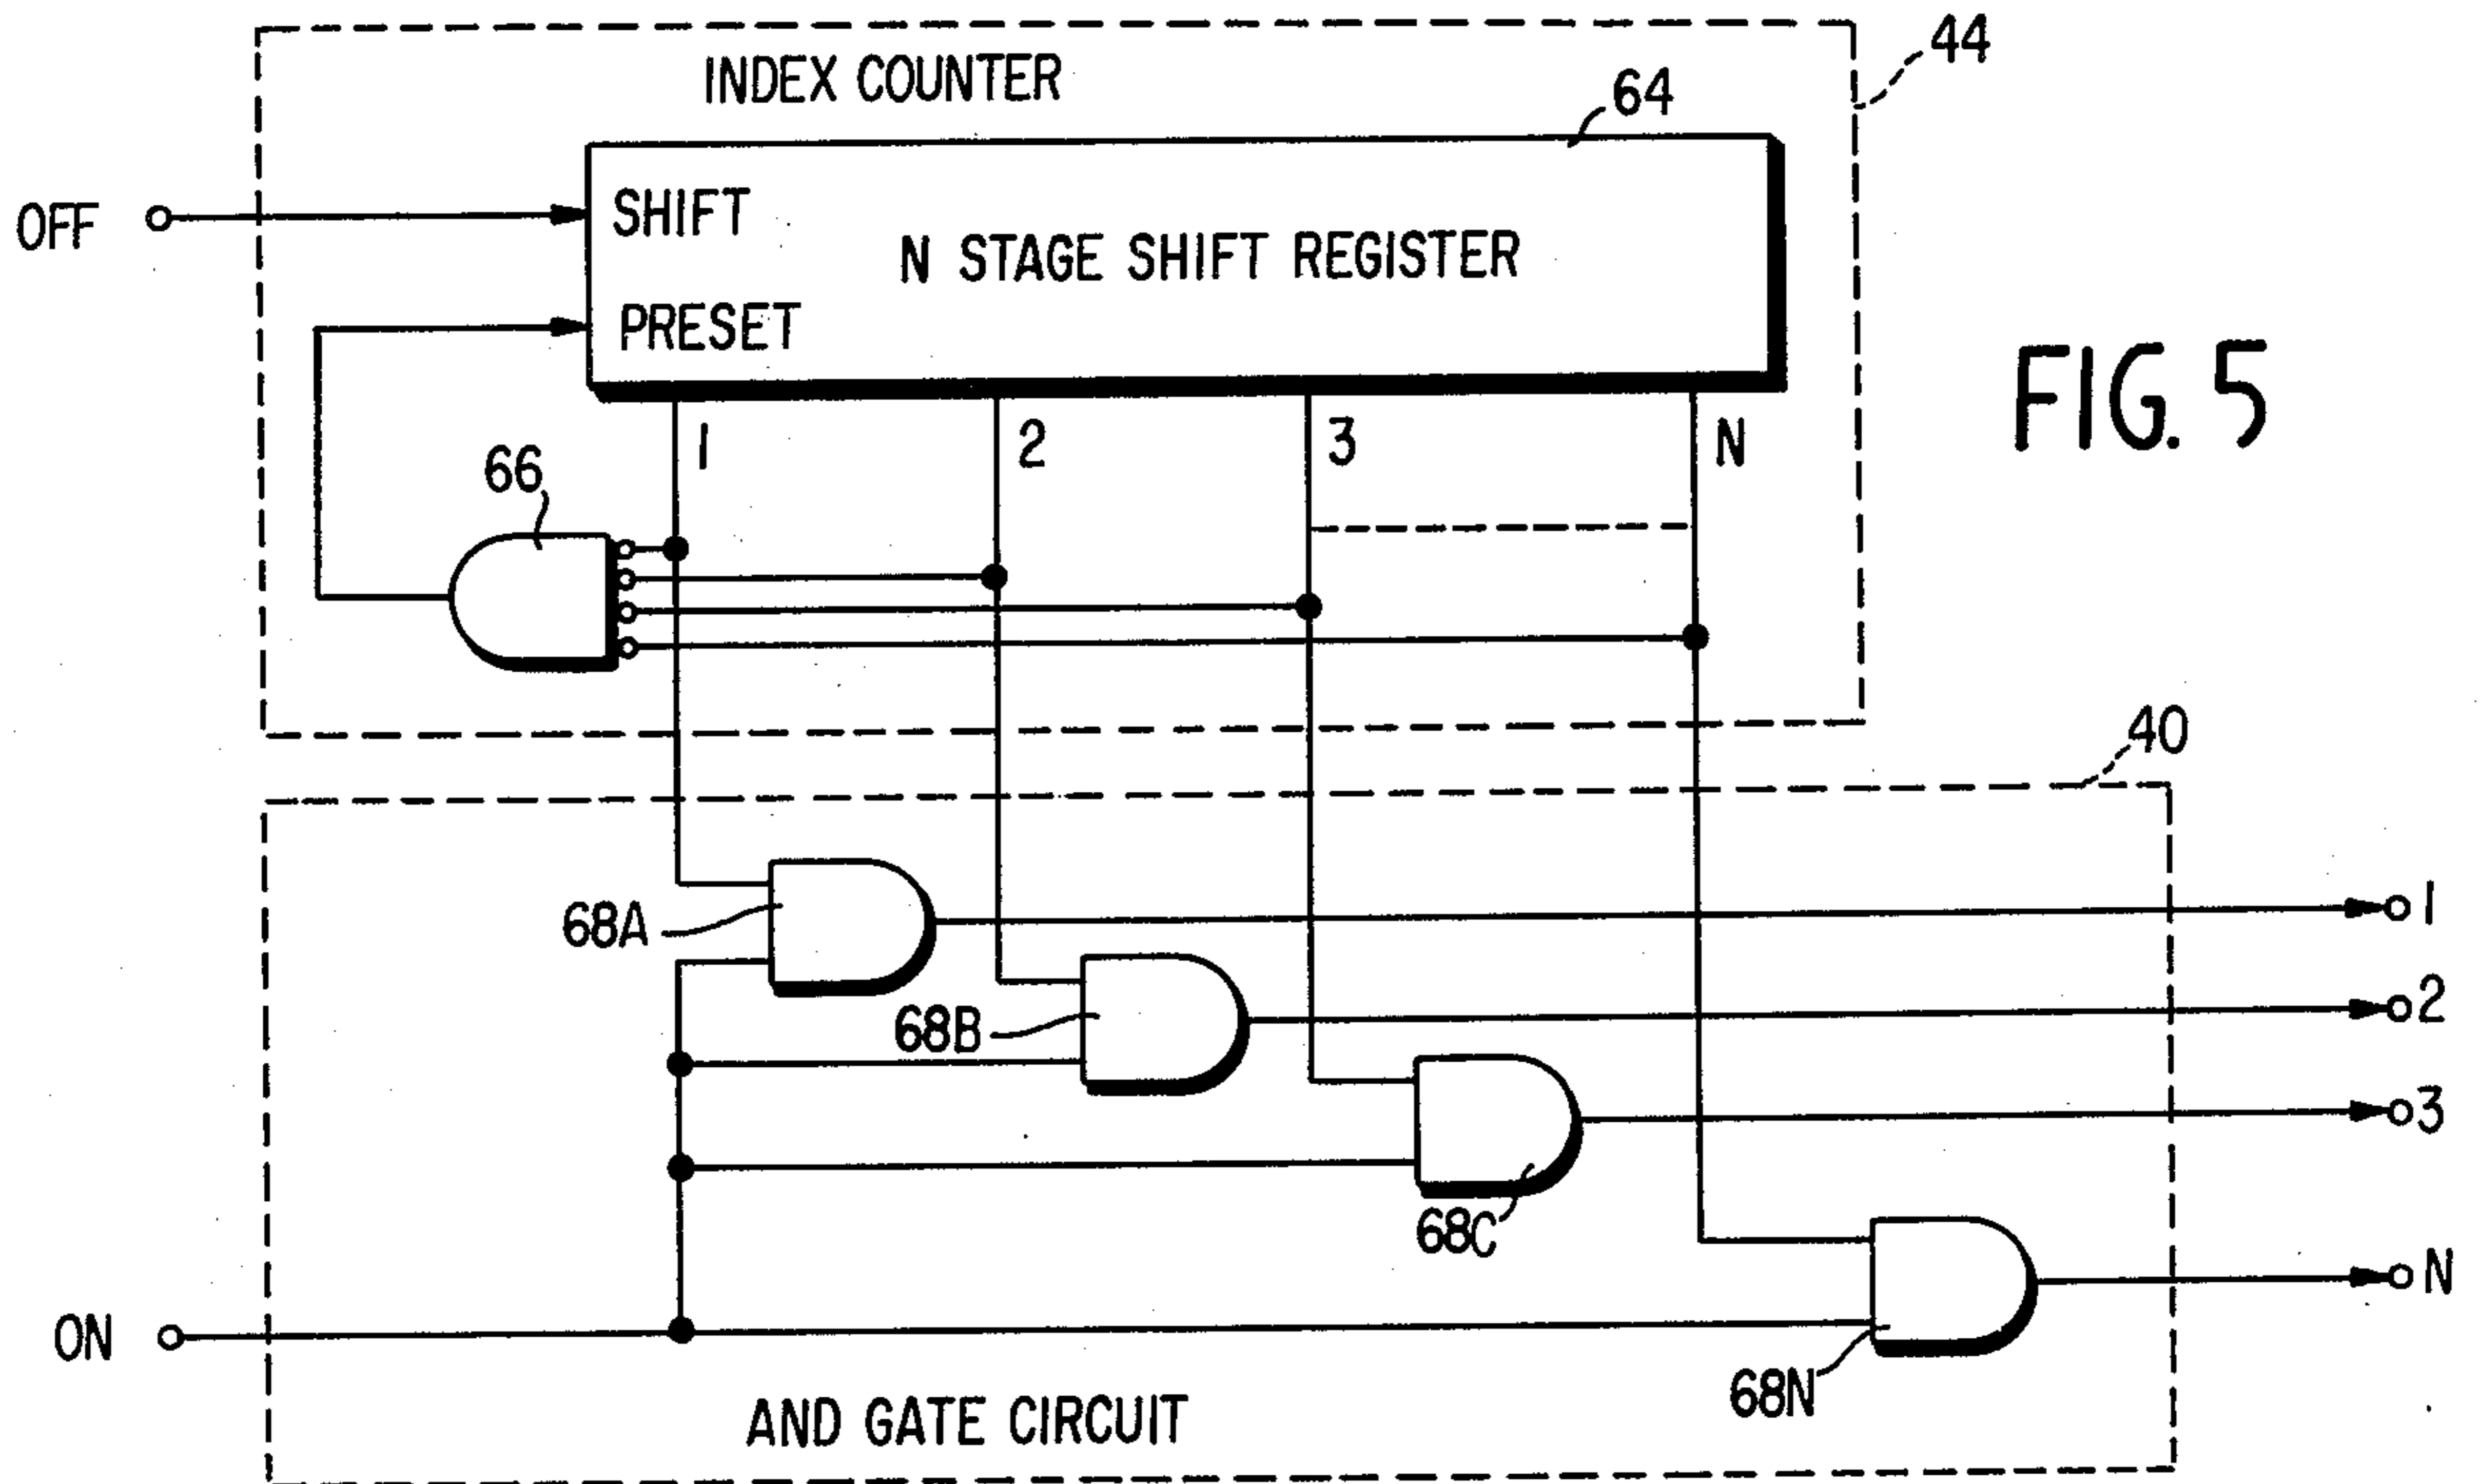 44
INDEX COUNTER
64
OFF
SHIFT
N STAGE SHIFT REGISTER
PRESET
FIG. 5
1
2
3
N
66
40
68A
1
68B
2
68C
3
N
ON
68N
AND GATE CIRCUIT